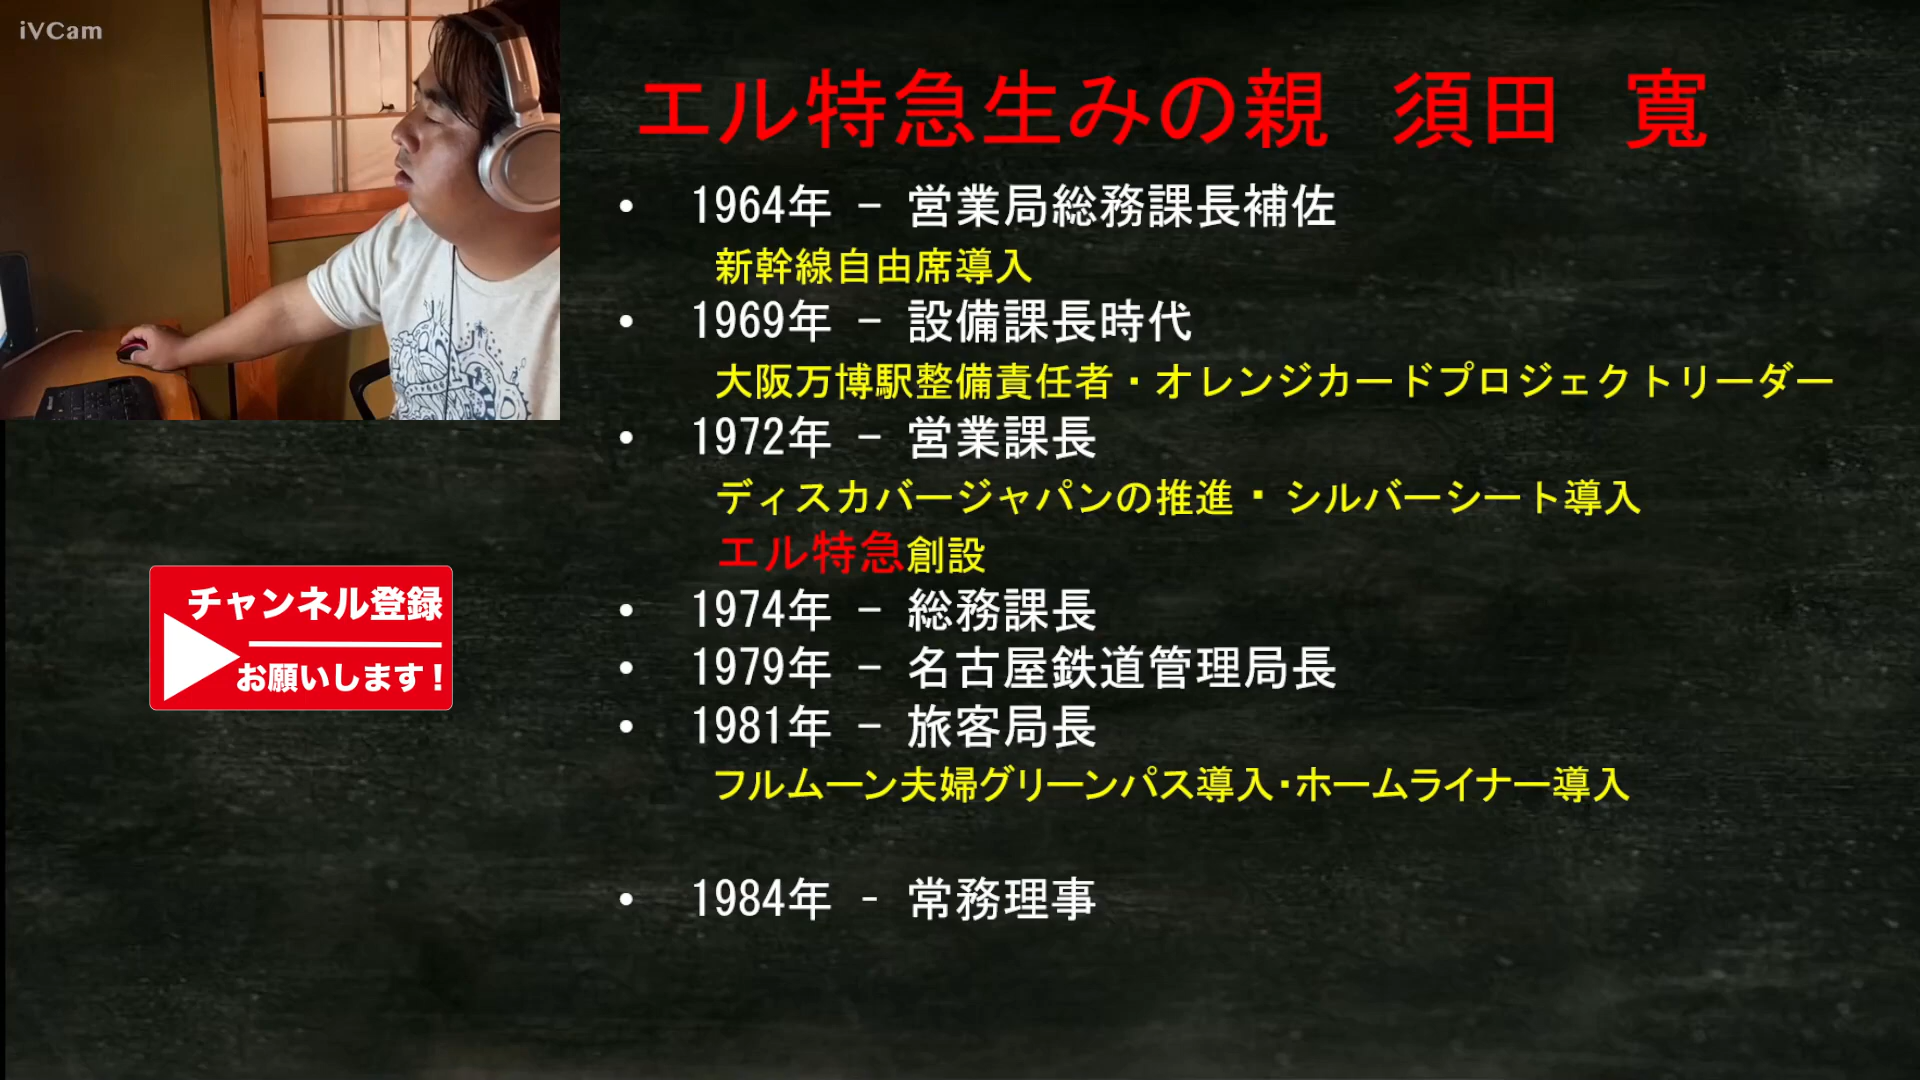 iVCam
エル特急生みの親　須田　寛
• 1964年 － 営業局総務課長補佐
新幹線自由席導入
• 1969年 － 設備課長時代
大阪万博駅整備責任者・オレンジカードプロジェクトリーダー
• 1972年 － 営業課長
ディスカバージャパンの推進・シルバーシート導入
エル特急創設
• 1974年 － 総務課長
• 1979年 － 名古屋鉄道管理局長
• 1981年 － 旅客局長
フルムーン夫婦グリーンパス導入・ホームライナー導入
• 1984年 - 常務理事
チャンネル登録
お願いします！